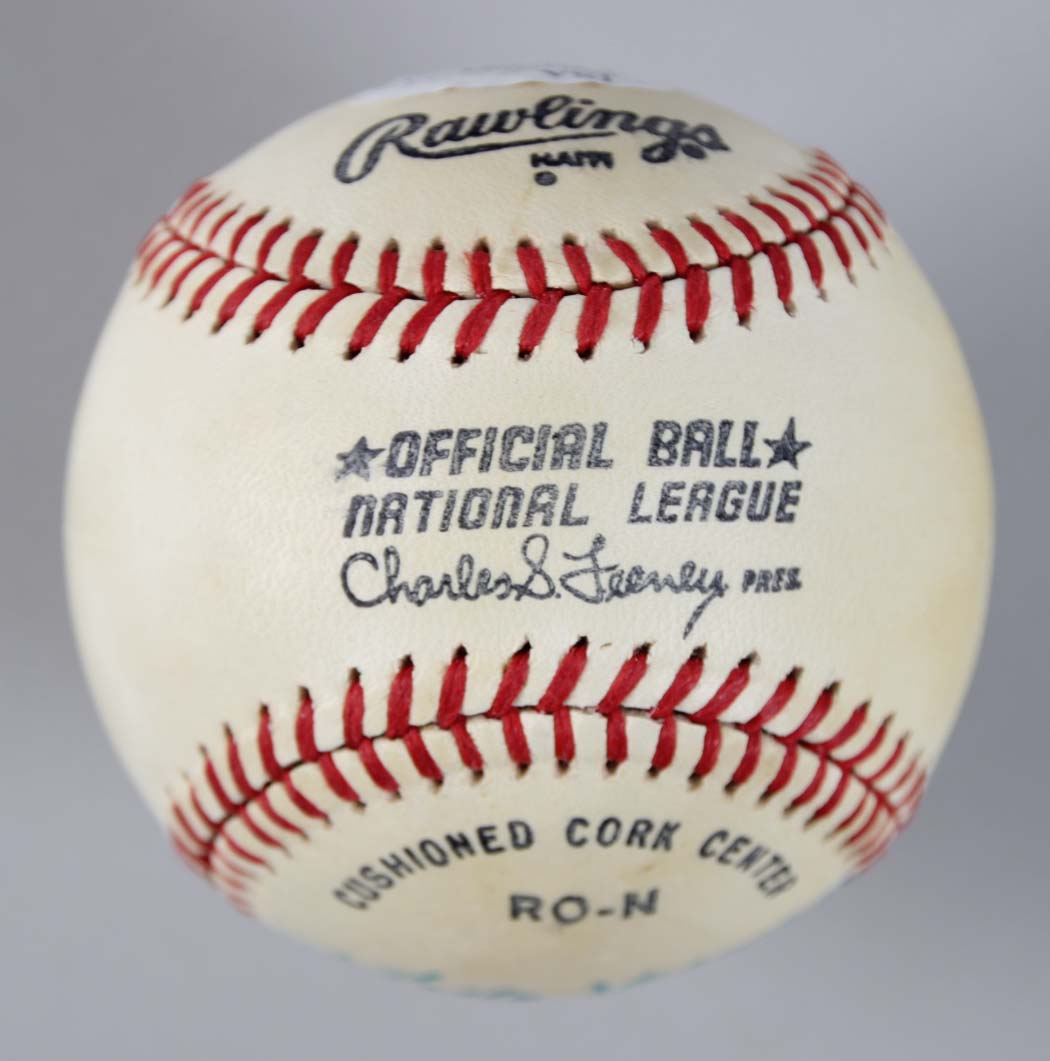 Rawlings
HAITI
★OFFICIAL BALL★
NATIONAL LEAGUE
Charles S. Feeney PRES.
CUSHIONED CORK CENTER
RO-N